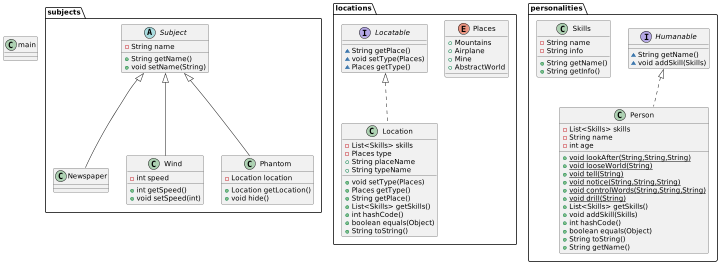 main
subjects
Subject
String name
String getName()
void setName(String)
Newspaper
Wind
int speed
int getSpeed()
void setSpeed(int)
Phantom
Location location
Location getLocation()
void hide()
locations
Locatable
String getPlace()
void setType(Places)
Places getType()
Places
Mountains
Airplane
Mine
AbstractWorld
Location
List<Skills> skills
Places type
String placeName
String typeName
void setType(Places)
Places getType()
String getPlace()
List<Skills> getSkills()
int hashCode()
boolean equals(Object)
String toString()
personalities
Skills
String name
String info
String getName()
String getInfo()
Humanable
String getName()
void addSkill(Skills)
Person
List<Skills> skills
String name
int age
void lookAfter(String,String,String)
void looseWorld(String)
void tell(String)
void notice(String,String,String)
void controlWords(String,String,String)
void drill(String)
List<Skills> getSkills()
void addSkill(Skills)
int hashCode()
boolean equals(Object)
String toString()
String getName()